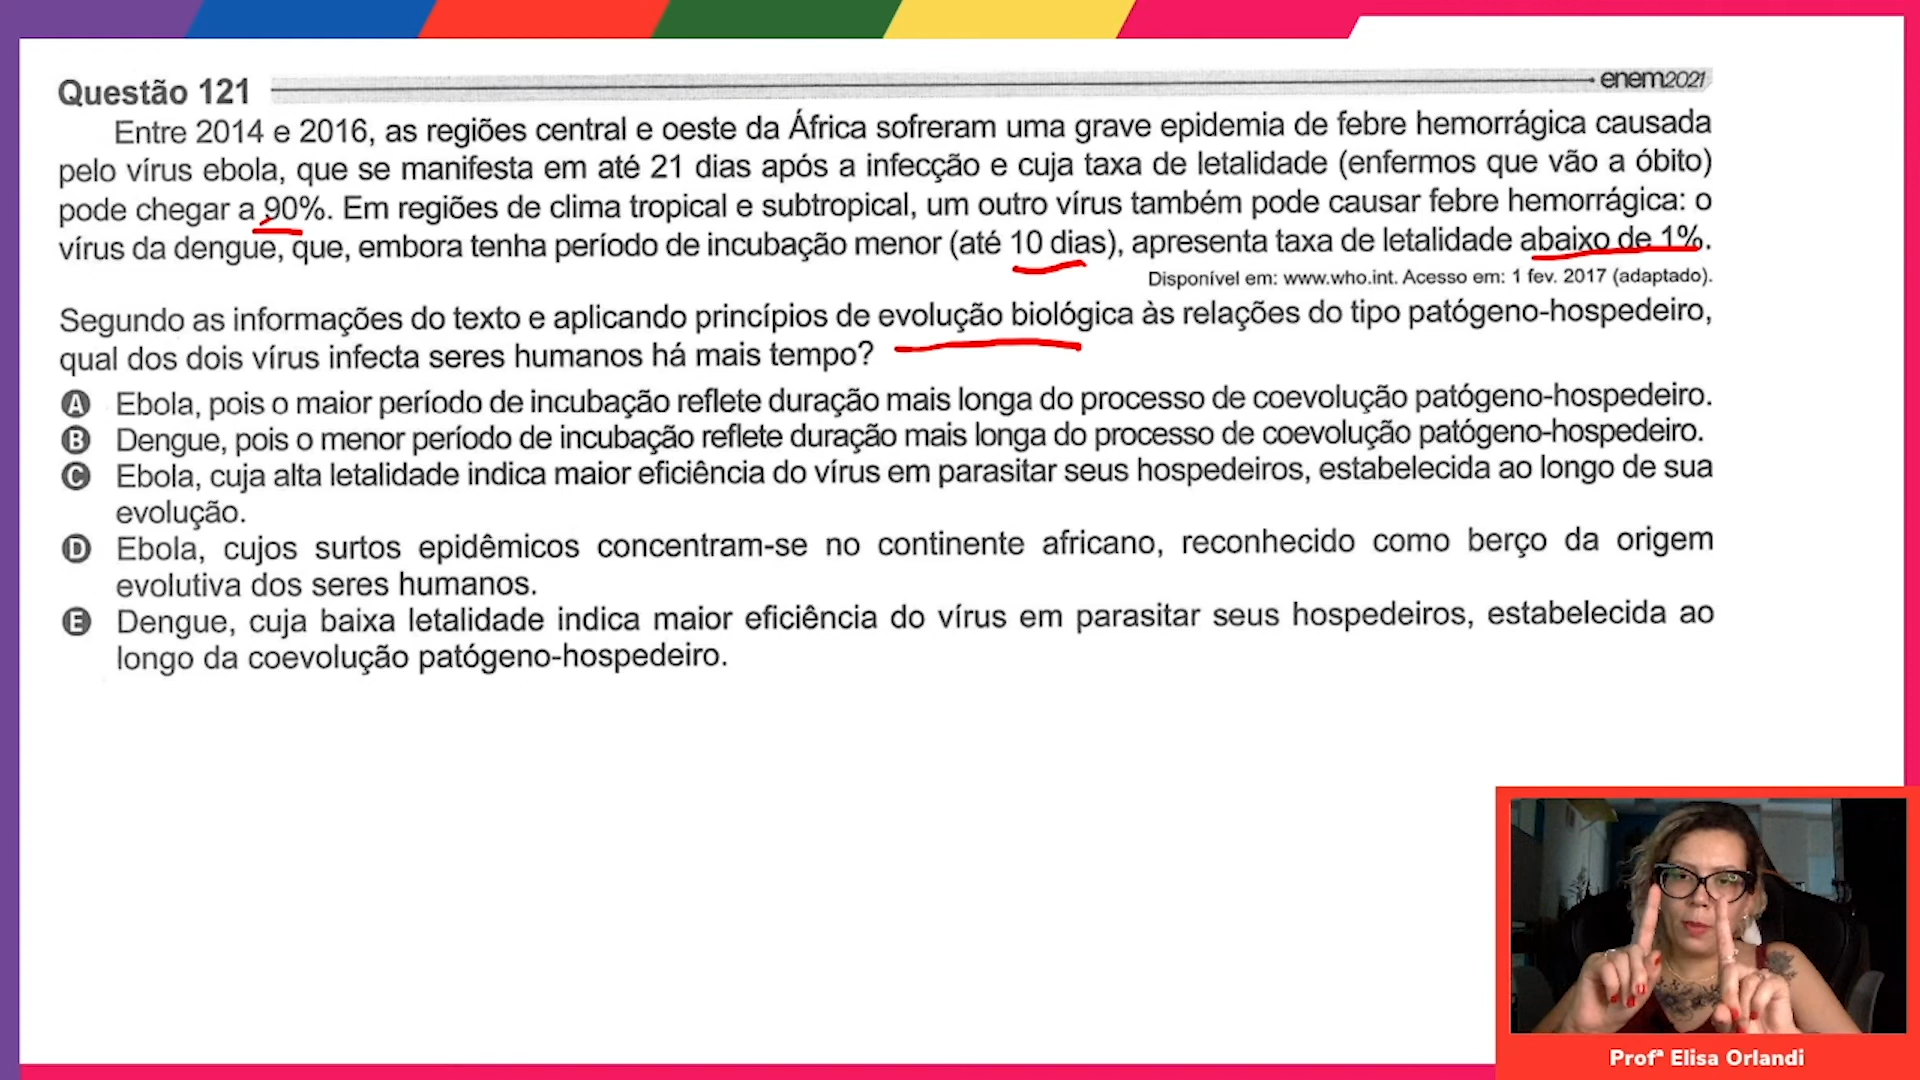 Questão 121
enem2021
Entre 2014 e 2016, as regiões central e oeste da África sofreram uma grave epidemia de febre hemorrágica causada
pelo vírus ebola, que se manifesta em até 21 dias após a infecção e cuja taxa de letalidade (enfermos que vão a óbito)
pode chegar a 90%. Em regiões de clima tropical e subtropical, um outro vírus também pode causar febre hemorrágica: o
vírus da dengue, que, embora tenha período de incubação menor (até 10 dias), apresenta taxa de letalidade abaixo de 1%.
Disponível em: www.who.int. Acesso em: 1 fev. 2017 (adaptado).
Segundo as informações do texto e aplicando princípios de evolução biológica às relações do tipo patógeno-hospedeiro,
qual dos dois vírus infecta seres humanos há mais tempo?
A Ebola, pois o maior período de incubação reflete duração mais longa do processo de coevolução patógeno-hospedeiro.
B Dengue, pois o menor período de incubação reflete duração mais longa do processo de coevolução patógeno-hospedeiro.
C Ebola, cuja alta letalidade indica maior eficiência do vírus em parasitar seus hospedeiros, estabelecida ao longo de sua
evolução.
D Ebola, cujos surtos epidêmicos concentram-se no continente africano, reconhecido como berço da origem
evolutiva dos seres humanos.
E Dengue, cuja baixa letalidade indica maior eficiência do vírus em parasitar seus hospedeiros, estabelecida ao
longo da coevolução patógeno-hospedeiro.
Profª Elisa Orlandi